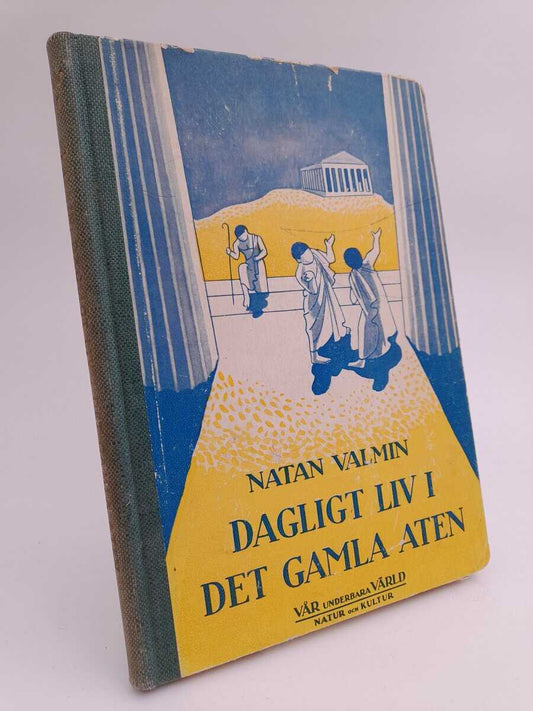 NATAN VALMIN
DAGLIGT LIV I
DET GAMLA ATEN
VÅR UNDERBARA VÄRLD
NATUR OCH KULTUR